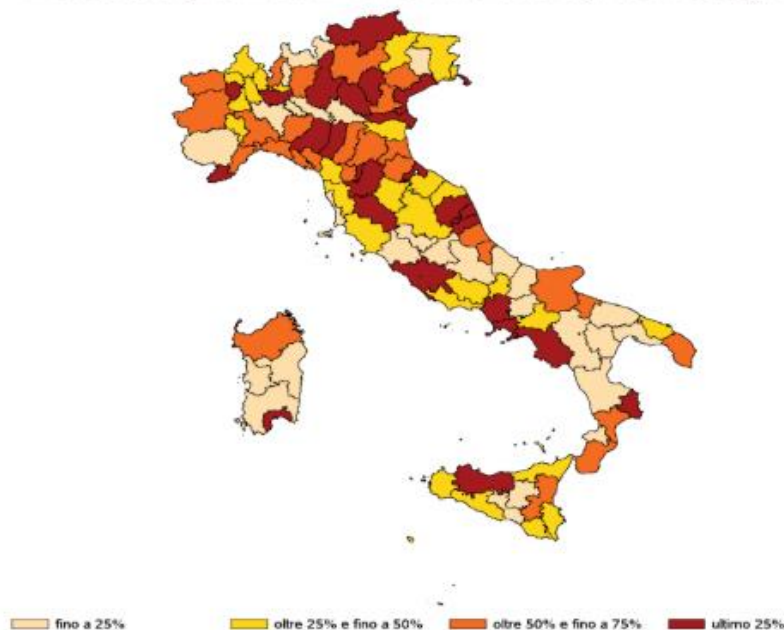 fino a 25%
oltre 25% e fino a 50%
oltre 50% e fino a 75%
ultimo 25%